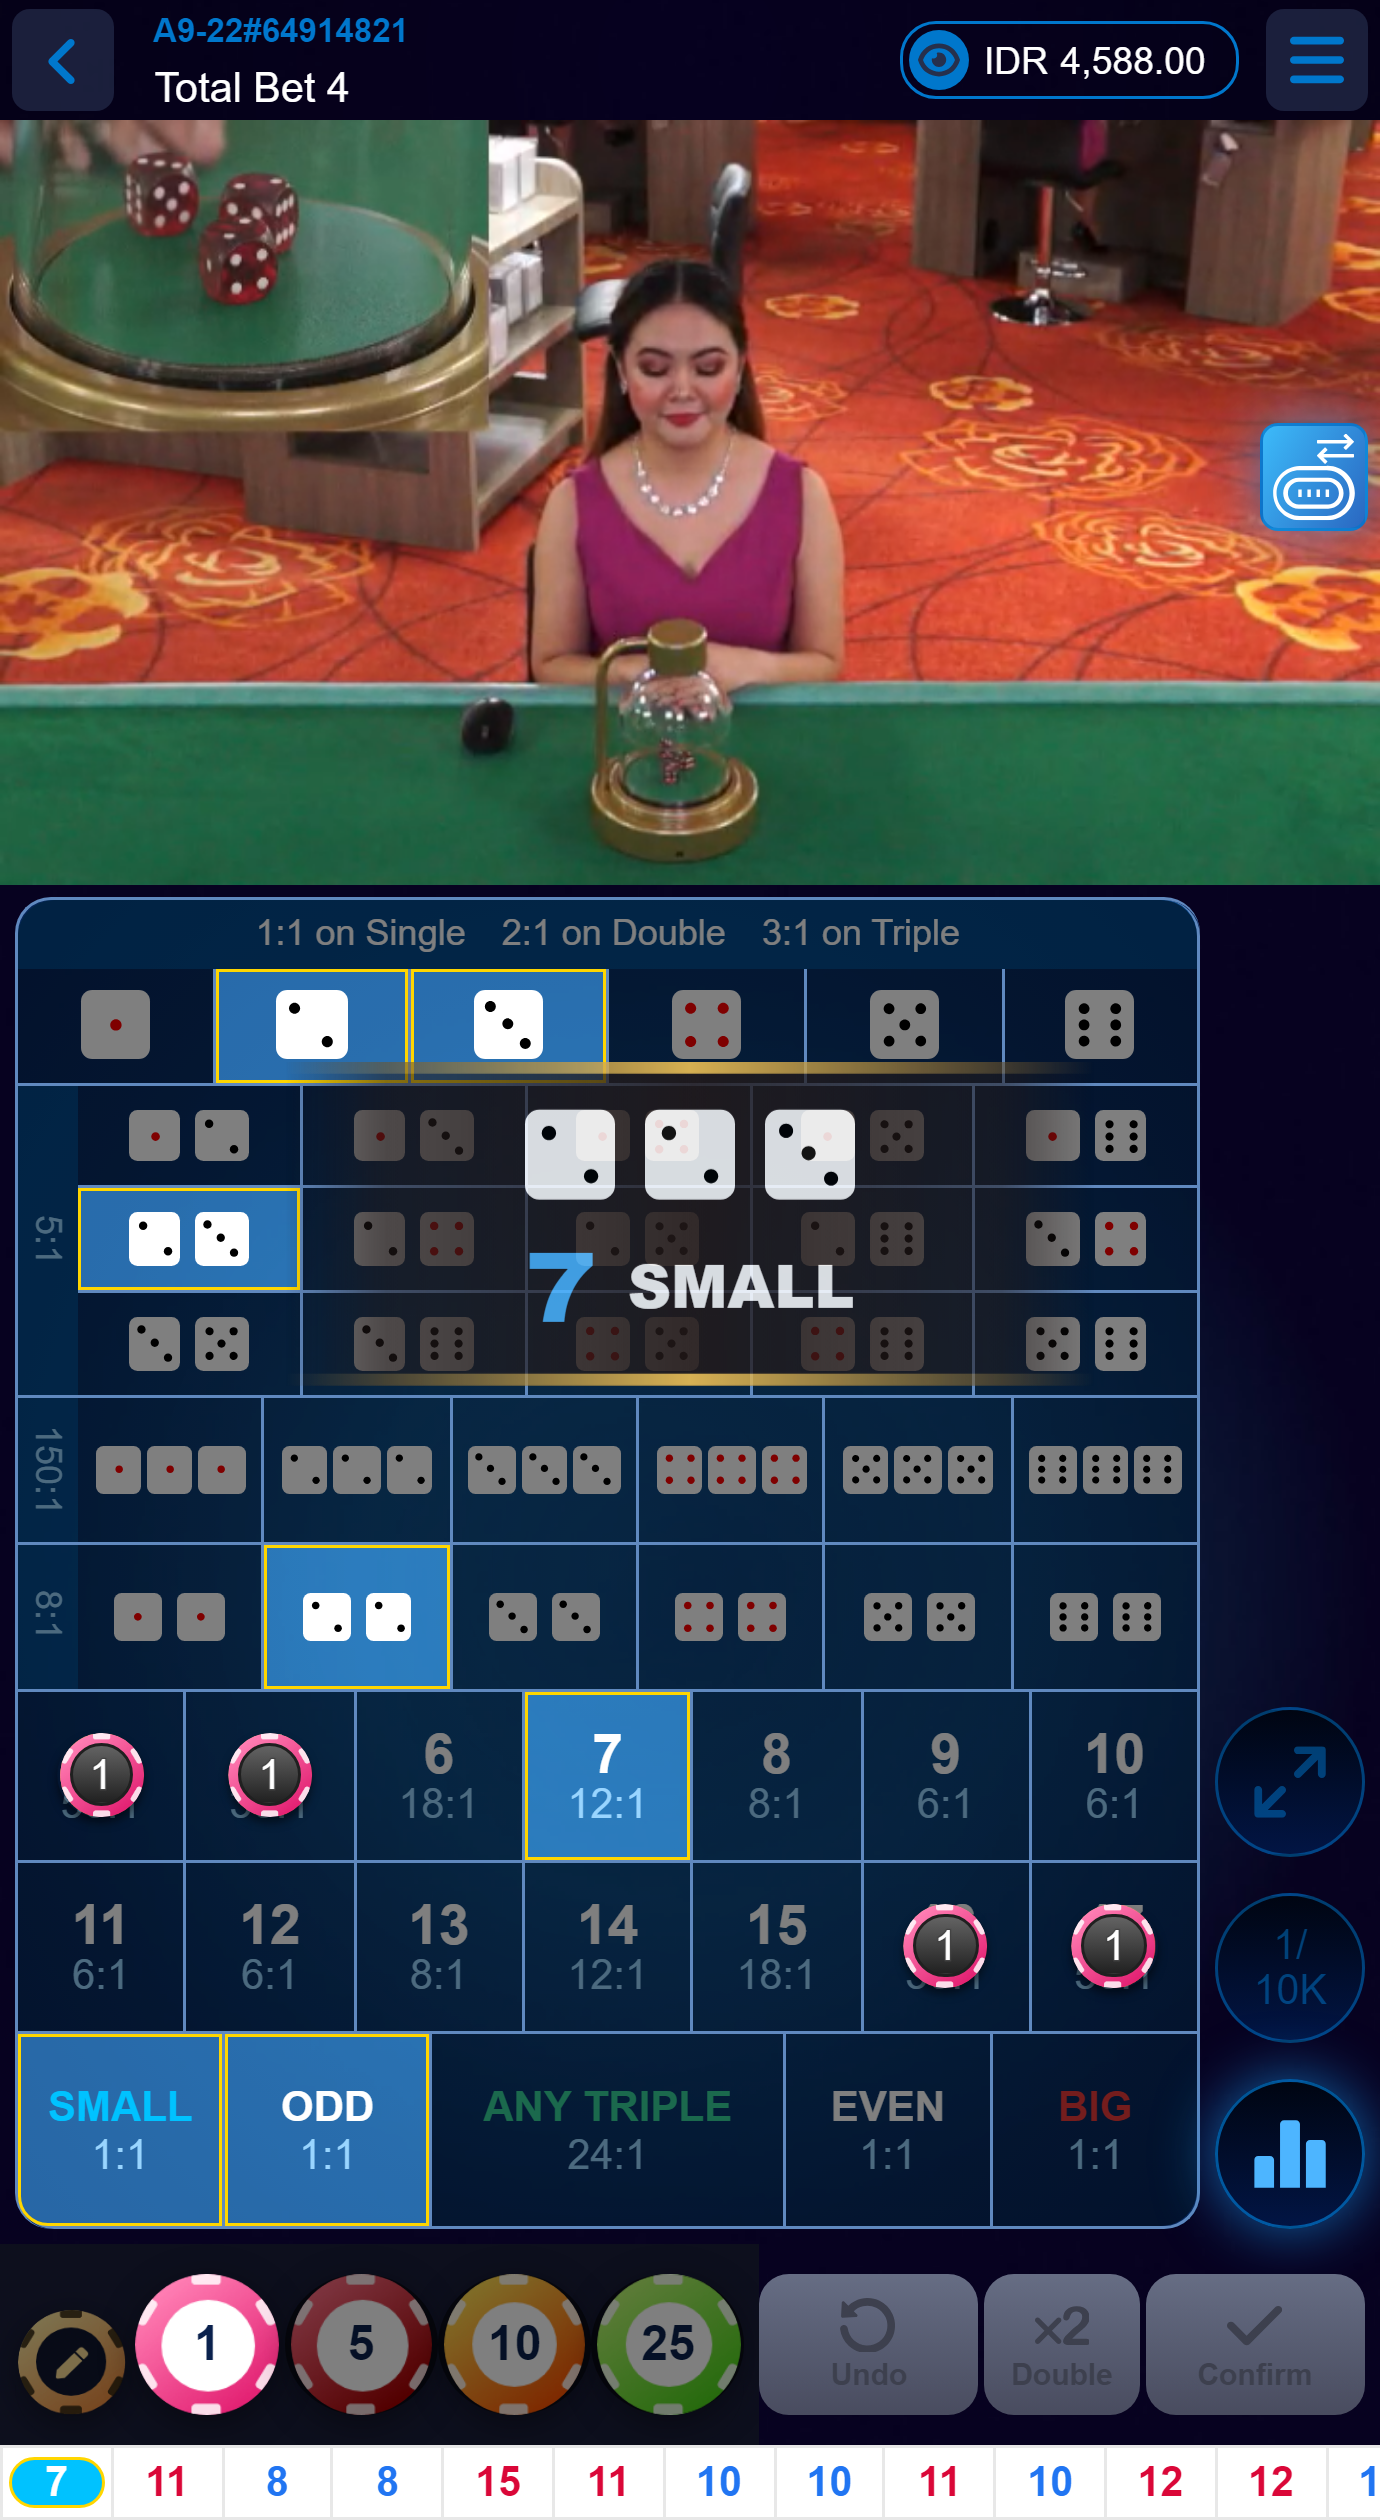 A9-22#64914821
Total Bet 4
IDR 4,588.00
1:1 on Single 2:1 on Double 3:1 on Triple
5:1
7 SMALL
150:1
8:1
1 1 6 7 8 9 10
18:1 12:1 8:1 6:1 6:1
11 12 13 14 15 1 1
6:1 6:1 8:1 12:1 18:1
1/
10K
SMALL ODD ANY TRIPLE EVEN BIG
1:1 1:1 24:1 1:1 1:1
1 5 10 25
x2
Undo Double Confirm
7 11 8 8 15 11 10 10 11 10 12 12